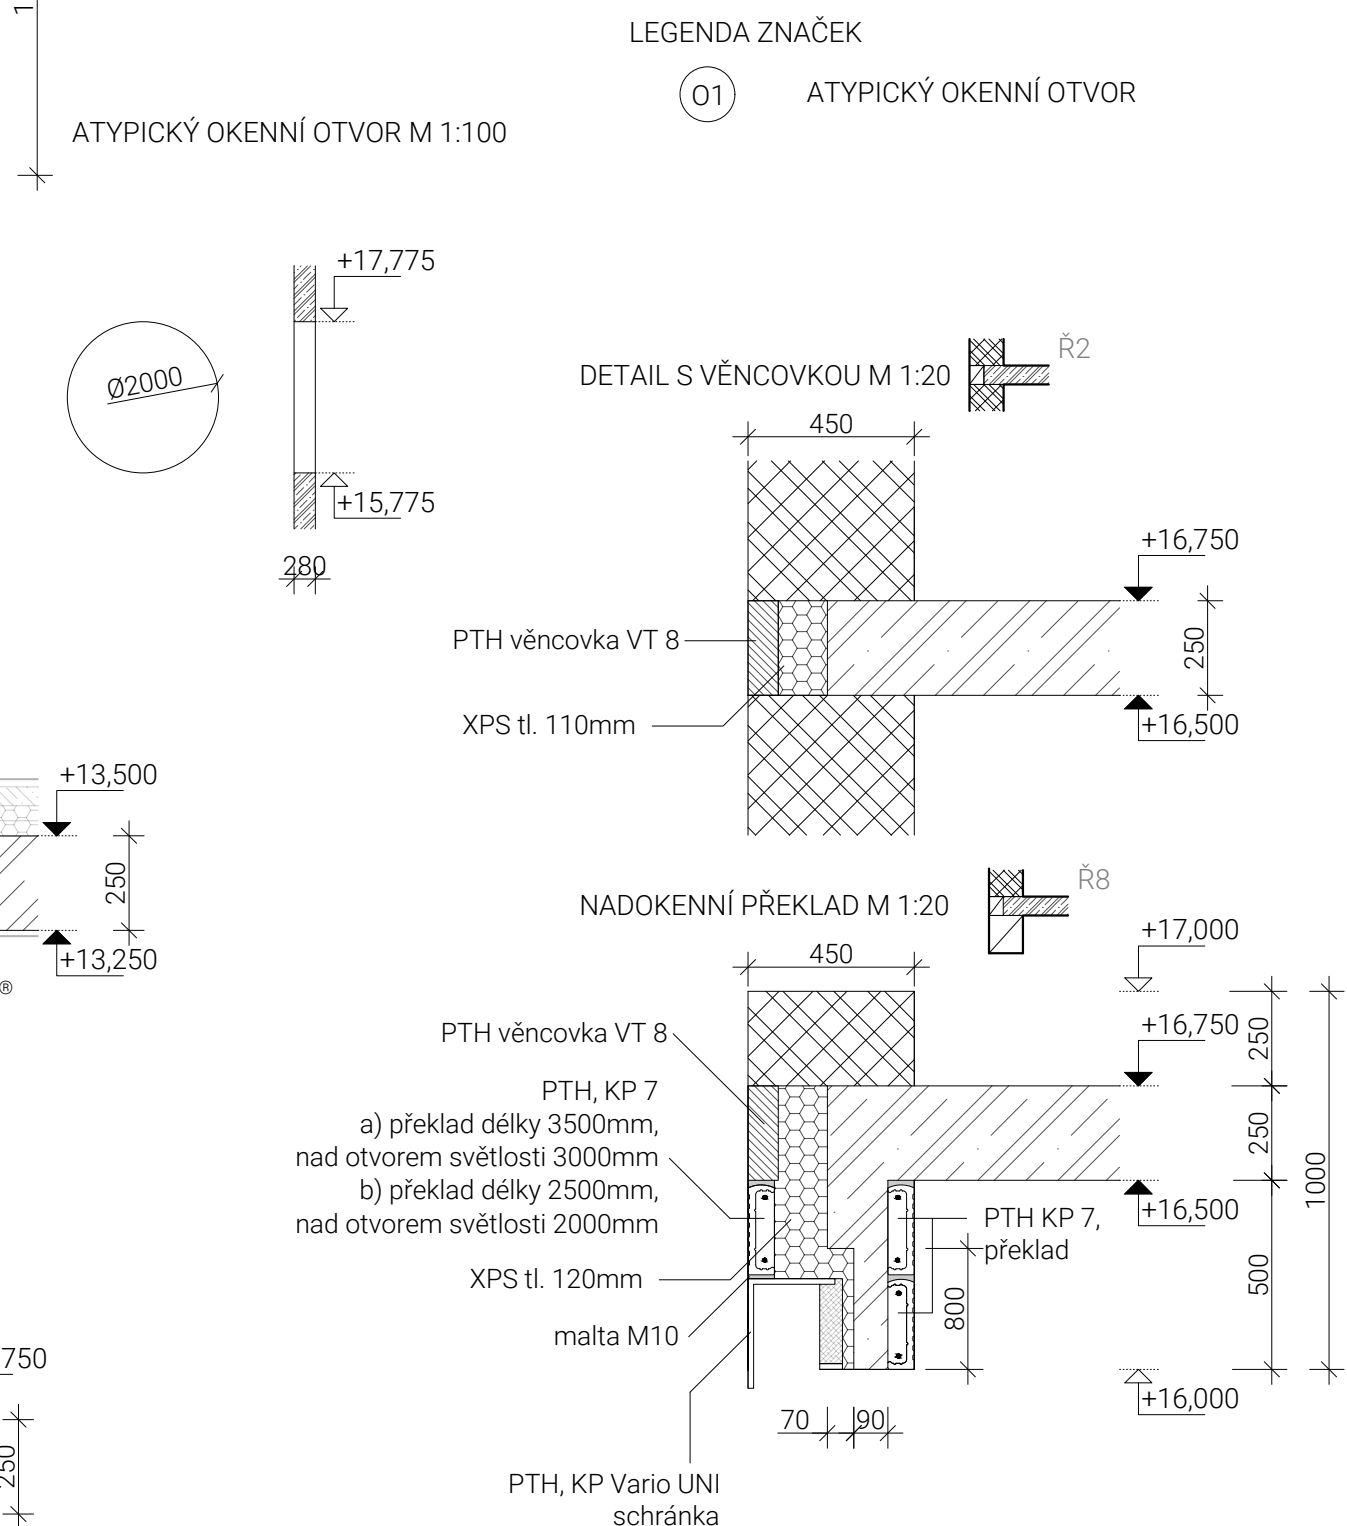 1
LEGENDA ZNAČEK
O1
ATYPICKÝ OKENNÍ OTVOR
ATYPICKÝ OKENNÍ OTVOR M 1:100
+17,775
Ø2000
+15,775
280
DETAIL S VĚNCOVKOU M 1:20
Ř2
450
+16,750
PTH věncovka VT 8
250
XPS tl. 110mm
+16,500
+13,500
250
+13,250
®
NADOKENNÍ PŘEKLAD M 1:20
Ř8
450
+17,000
PTH věncovka VT 8
+16,750
250
PTH, KP 7
a) překlad délky 3500mm,
nad otvorem světlosti 3000mm
b) překlad délky 2500mm,
nad otvorem světlosti 2000mm
250
1000
+16,500
PTH KP 7,
překlad
XPS tl. 120mm
500
800
malta M10
750
+16,000
70
90
250
PTH, KP Vario UNI
schránka